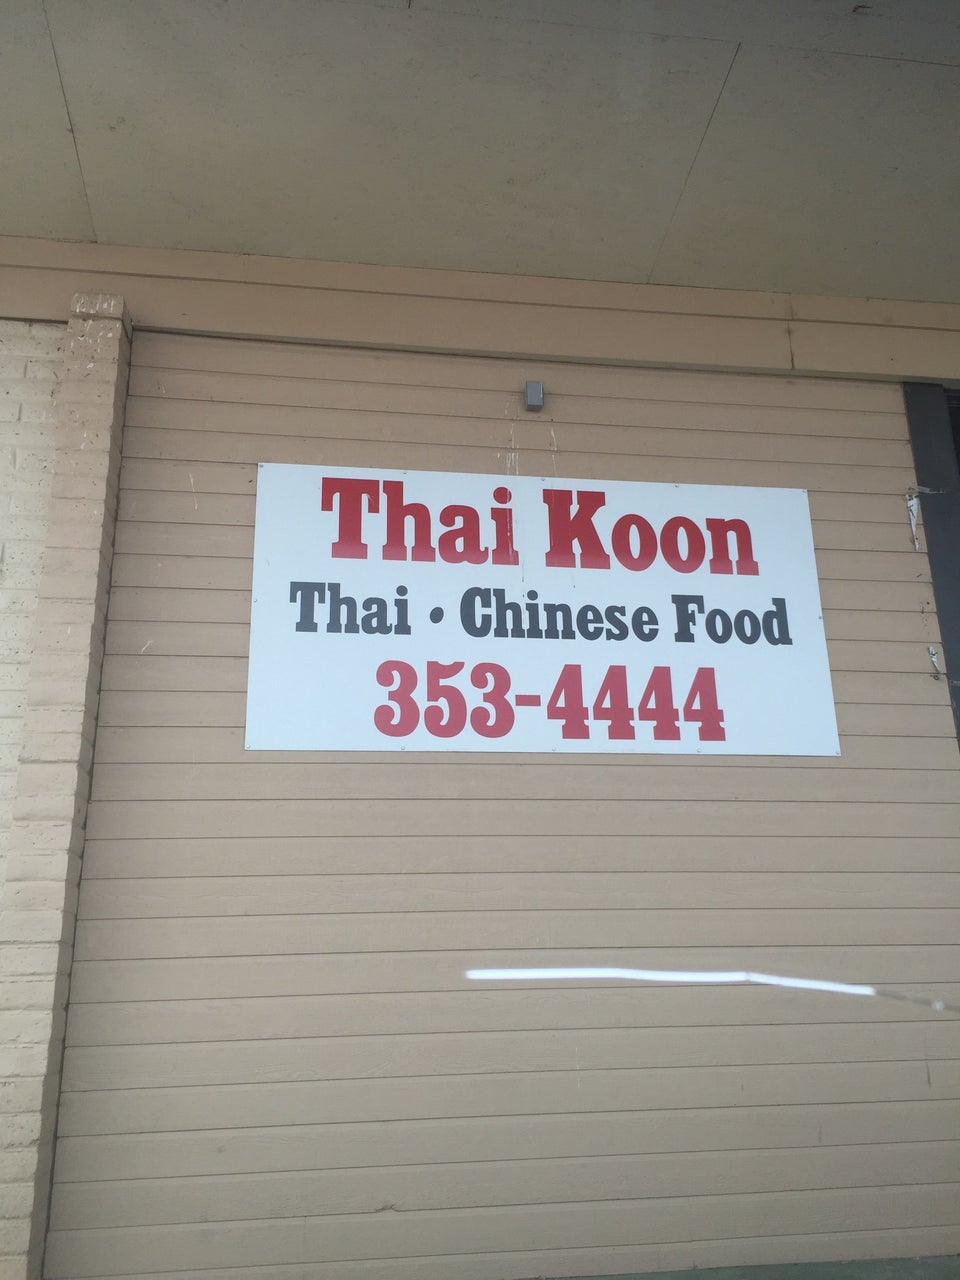 Thai Koon
Thai • Chinese Food
353-4444